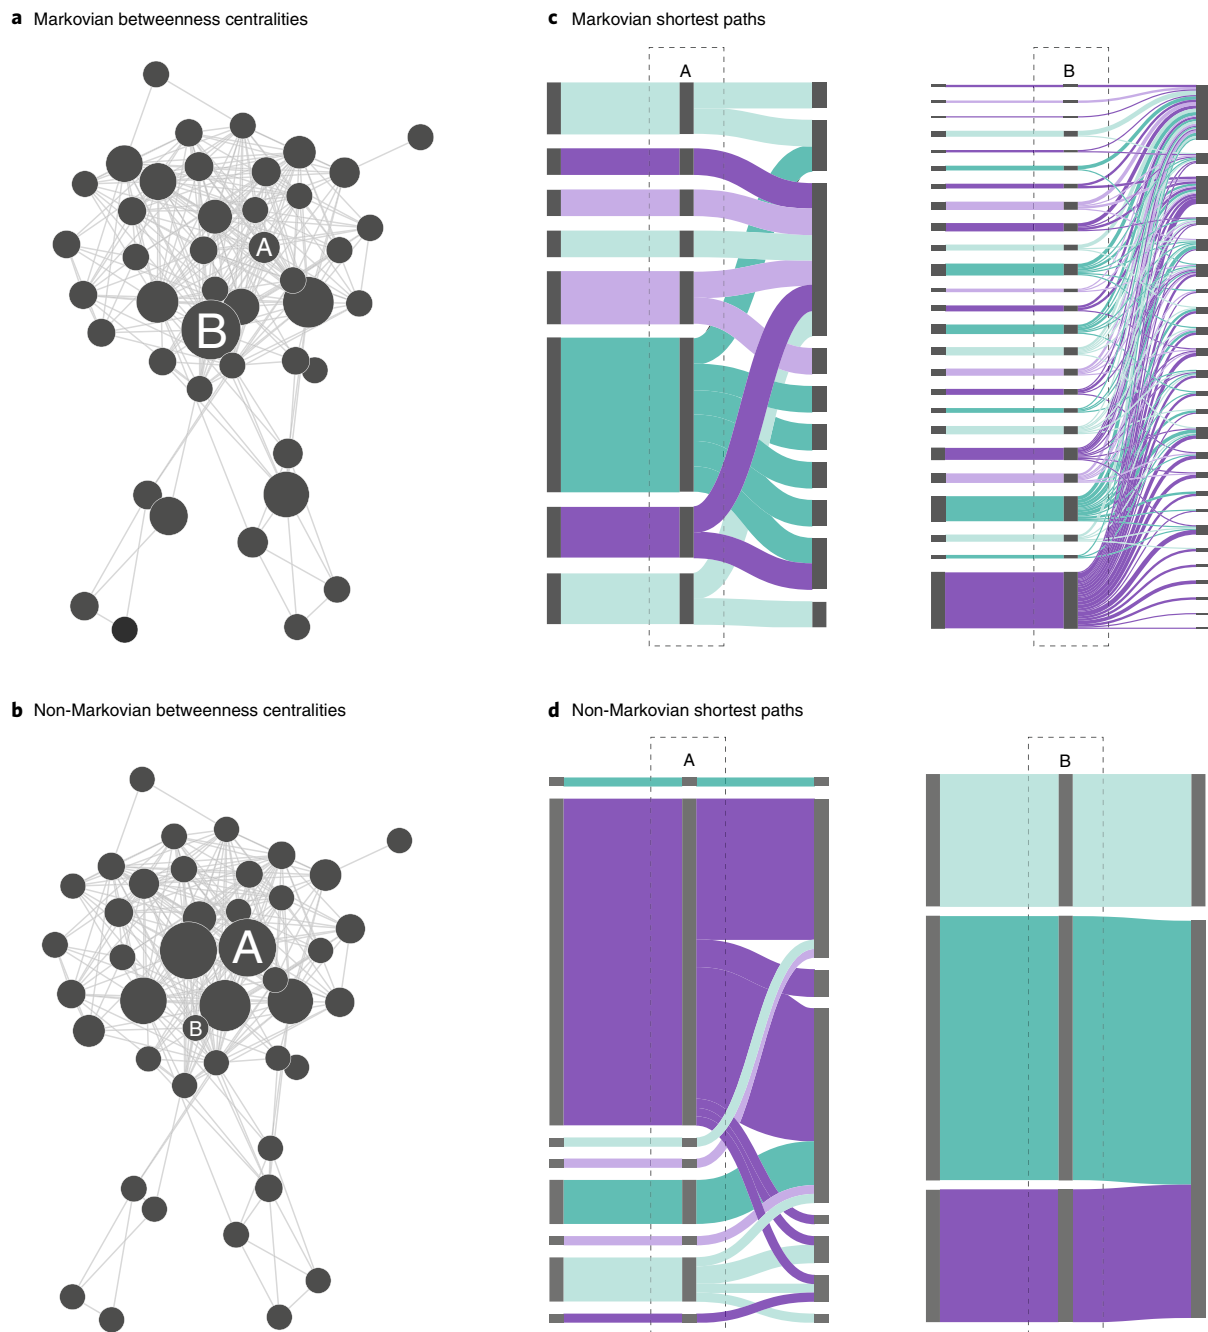 a Markovian betweenness centralities
A
B
c Markovian shortest paths
A
B
b Non-Markovian betweenness centralities
A
B
d Non-Markovian shortest paths
A
B